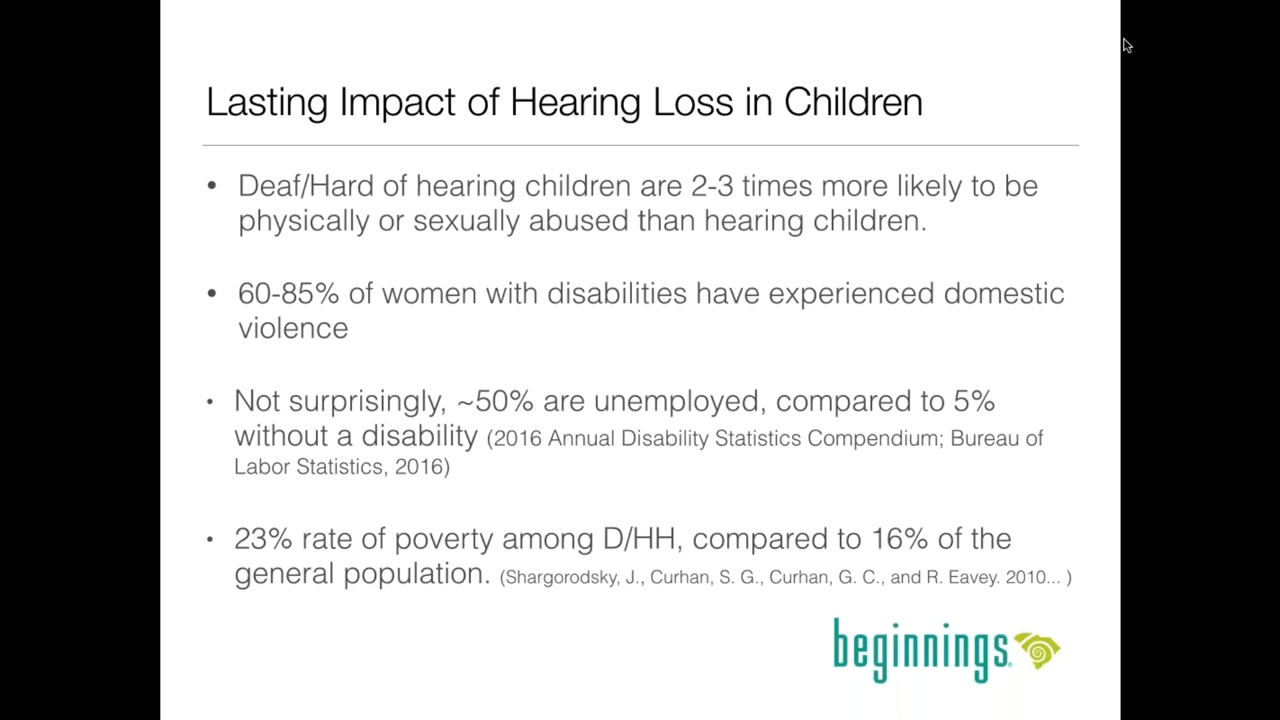 Lasting Impact of Hearing Loss in Children
• Deaf/Hard of hearing children are 2-3 times more likely to be
physically or sexually abused than hearing children.
• 60-85% of women with disabilities have experienced domestic
violence
• Not surprisingly, ~50% are unemployed, compared to 5%
without a disability (2016 Annual Disability Statistics Compendium; Bureau of
Labor Statistics, 2016)
• 23% rate of poverty among D/HH, compared to 16% of the
general population. (Shargorodsky, J., Curhan, S. G., Curhan, G. C., and R. Eavey. 2010... )
beginnings®